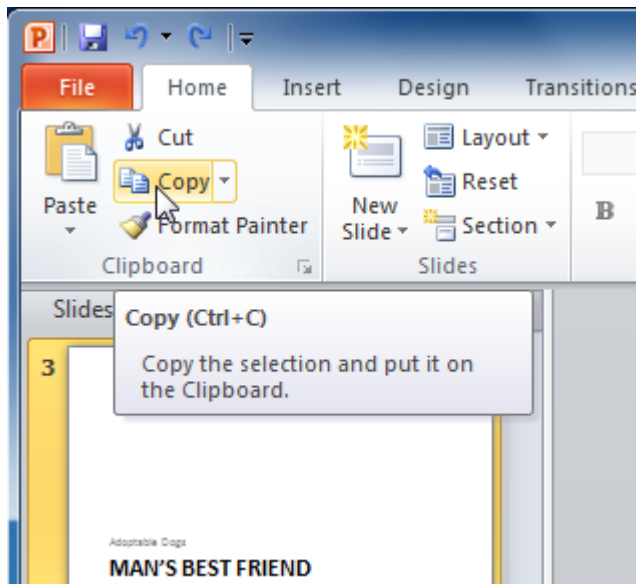 P
File Home Insert Design Transitions
Paste
Cut
Copy
Format Painter
Clipboard
New
Slide
Layout
Reset
Section
Slides
B
Slides
Copy (Ctrl+C)
Copy the selection and put it on
the Clipboard.
3
Adoptable Dogs
MAN'S BEST FRIEND